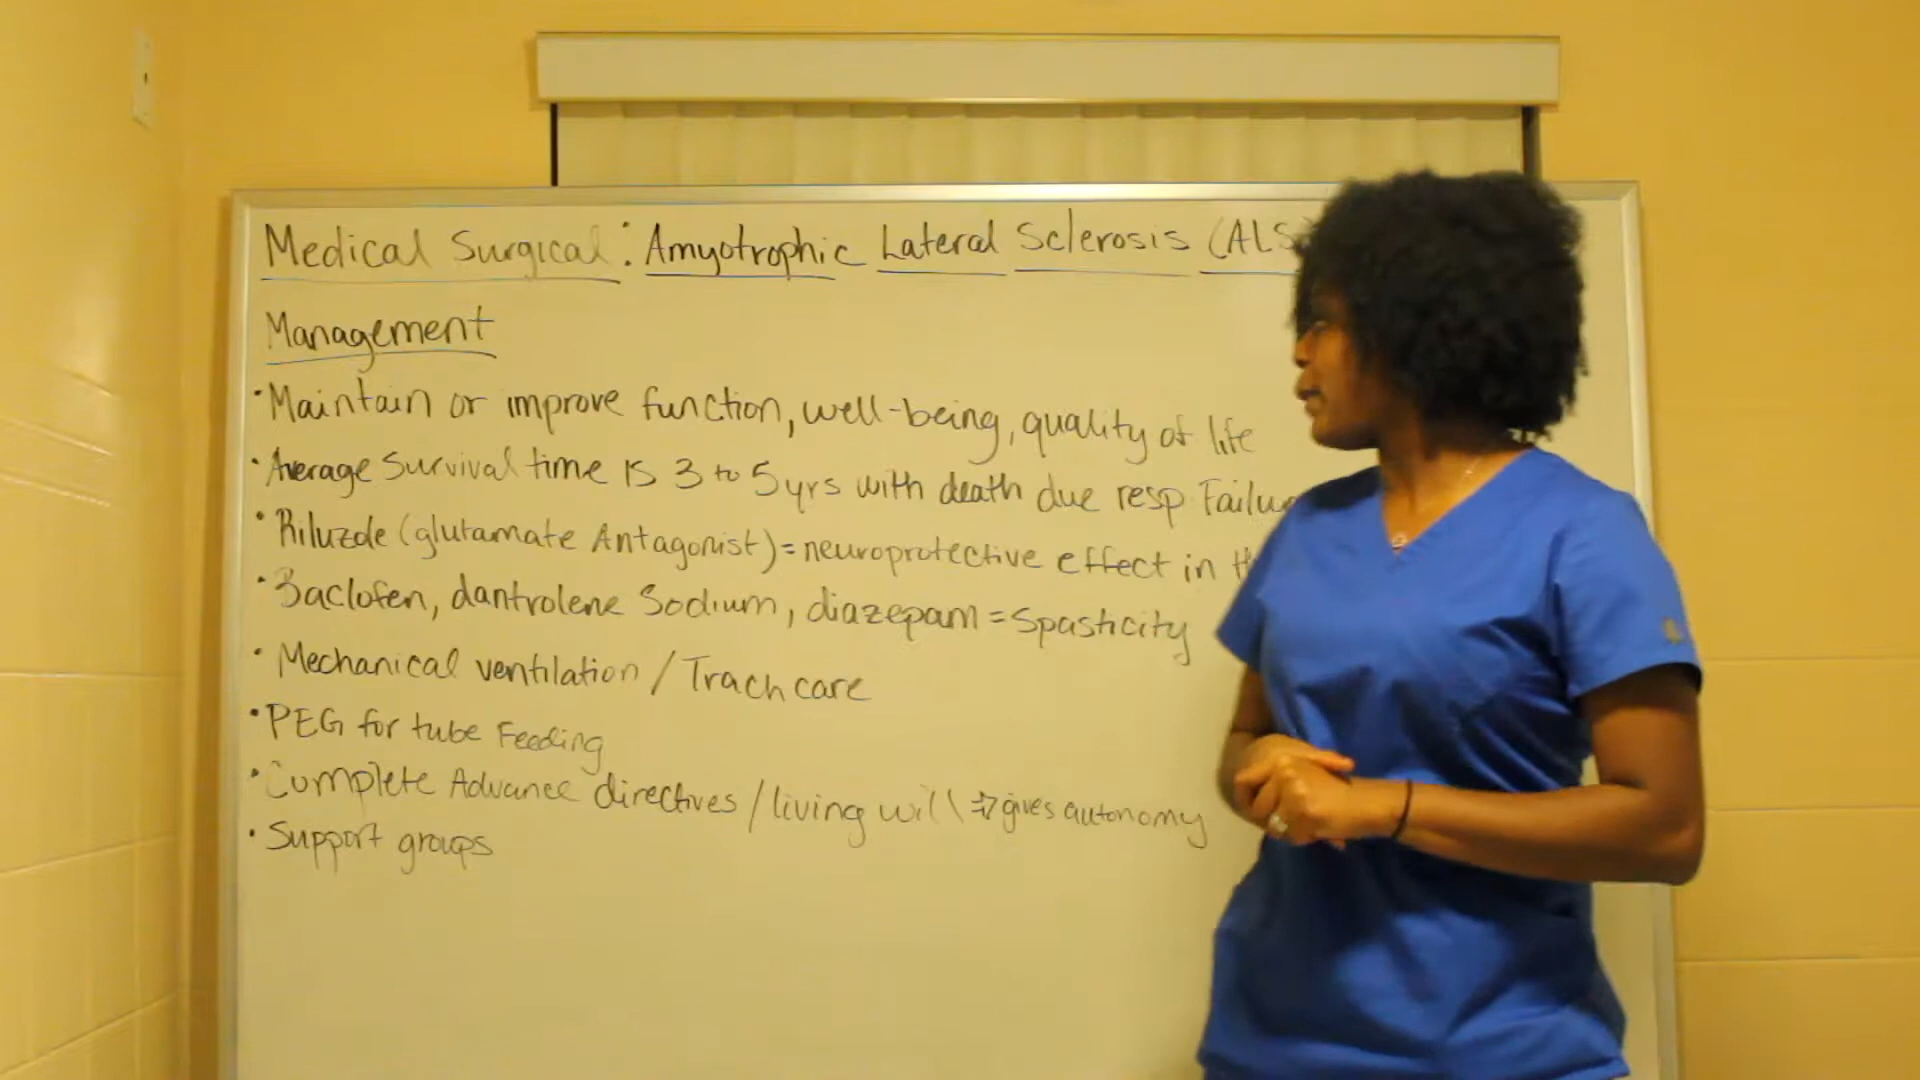 Medical Surgical: Amyotrophic Lateral Sclerosis (ALS
Management
• Maintain or improve function, well-being, quality of life
• Average survival time is 3 to 5 yrs with death due resp. Failu
• Riluzole (glutamate Antagonist) = neuroprotective effect in
• Baclofen, dantrolene Sodium, diazepam = Spasticity
• Mechanical ventilation / Trach care
• PEG for tube Feeding
• Complete Advance directives / living will => gives autonomy
• Support groups